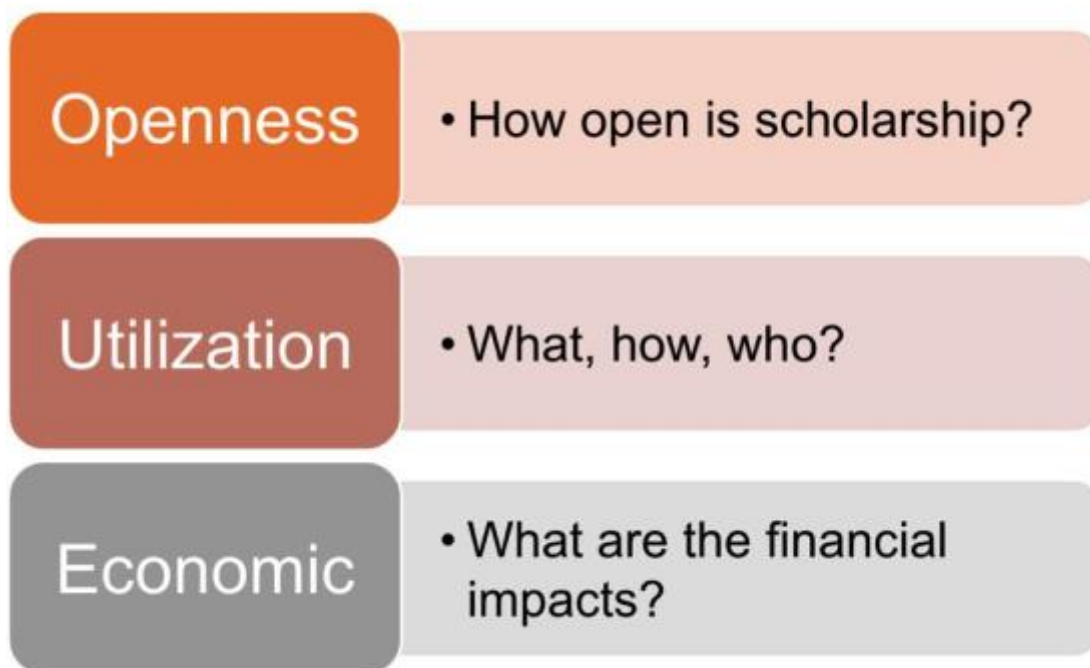 Openness
• How open is scholarship?
Utilization
• What, how, who?
Economic
• What are the financial
impacts?